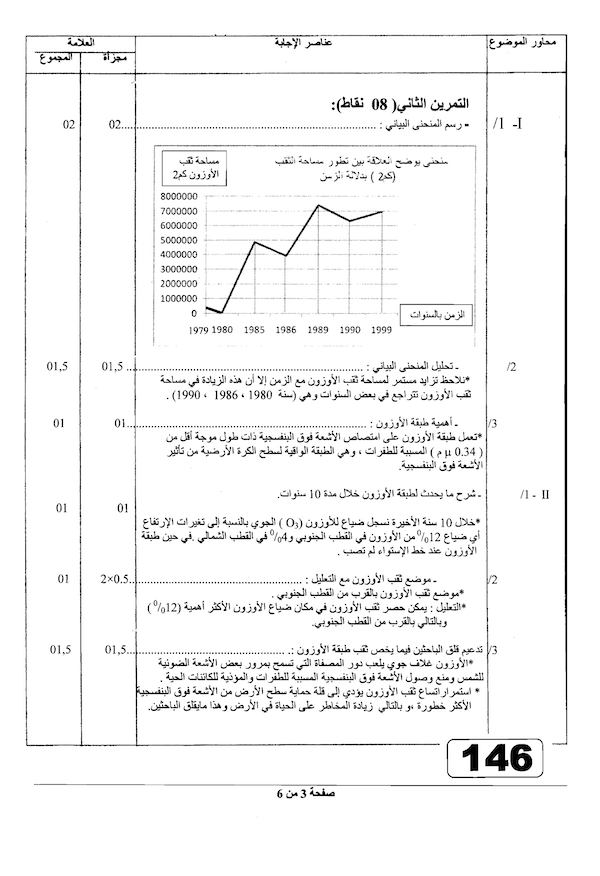 محاور الموضوع
عناصر الإجابة
العلامة
مجزأة
المجموع
التمرين الثاني( 08 نقاط):
I - 1/
- رسم المنحنى البياني : ............................................................02
02
منحنى يوضح العلاقة بين تطور مساحة الثقب
(كم2 ) بدلالة الزمن
مساحة ثقب
الأوزون كم2
8000000
7000000
6000000
5000000
4000000
3000000
2000000
1000000
0
1979 1980 1985 1986 1989 1990 1999
الزمن بالسنوات
2/
- تحليل المنحنى البياني : ............................................................01,5
01,5
*نلاحظ تزايد مستمر لمساحة ثقب الأوزون مع الزمن إلا أن هذه الزيادة في مساحة
ثقب الأوزون تتراجع في بعض السنوات وهي (سنة 1980 ، 1986 ، 1990) .
3/
- أهمية طبقة الأوزون : ............................................................01
01
*تعمل طبقة الأوزون على امتصاص الأشعة فوق البنفسجية ذات طول موجة أقل من
( 0.34 µ م ) المسببة للطفرات ، وهي الطبقة الواقية لسطح الكرة الأرضية من تأثير
الأشعة فوق البنفسجية.
II - 1/
- شرح ما يحدث لطبقة الأوزون خلال مدة 10 سنوات.
01
01
*خلال 10 سنة الأخيرة نسجل ضياع للأوزون (O3 ) الجوي بالنسبة إلى تغيرات الإرتفاع
أي ضياع 12% من الأوزون في القطب الجنوبي و4% في القطب الشمالي .في حين طبقة
الأوزون عند خط الإستواء لم تصب .
2/
- موضع ثقب الأوزون مع التعليل : ............................................................0.5×2
01
*موضع ثقب الأوزون بالقرب من القطب الجنوبي .
*التعليل : يمكن حصر ثقب الأوزون في مكان ضياع الأوزون الأكثر أهمية (12% )
وبالتالي بالقرب من القطب الجنوبي.
3/
تدعيم قلق الباحثين فيما يخص ثقب طبقة الأوزون :. ............................................................01,5
01,5
*الأوزون غلاف جوي يلعب دور المصفاة التي تسمح بمرور بعض الأشعة الضوئية
للشمس ومنع وصول الأشعة فوق البنفسجية المسببة للطفرات والمؤذية للكائنات الحية .
* استمرار اتساع ثقب الأوزون يؤدي إلى قلة حماية سطح الأرض من الأشعة فوق البنفسجية
الأكثر خطورة ،و بالتالي زيادة المخاطر على الحياة في الأرض وهذا مايقلق الباحثين.
146
صفحة 3 من 6